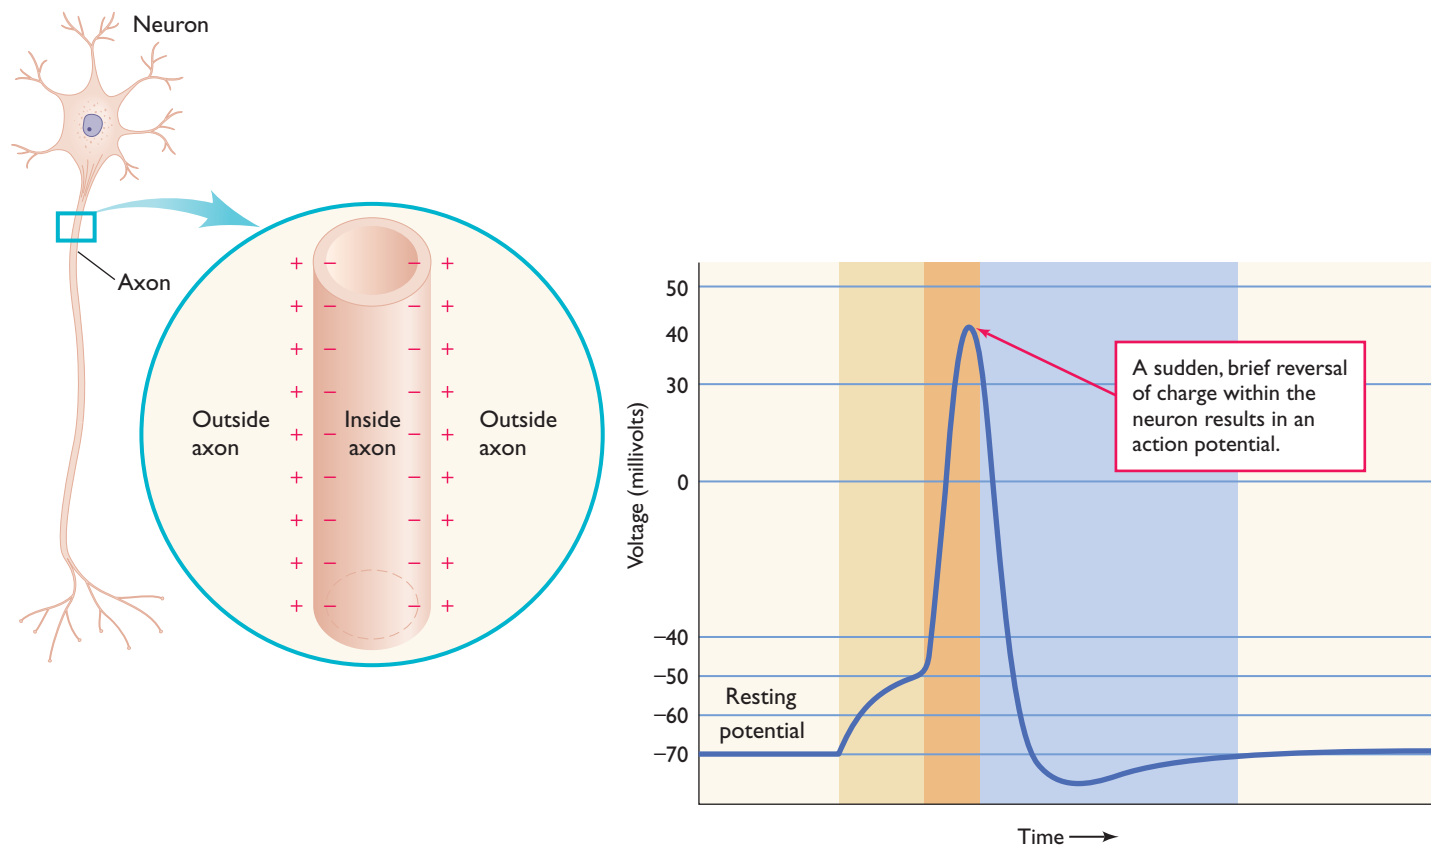 Neuron
Axon
+ − − +
+ − − +
+ − − +
+ − − +
Outside
axon
Inside
axon
Outside
axon
+ − − +
+ − − +
+ − − +
+ − − +
+ − − +
Voltage (millivolts)
50
40
30
0
−40
−50
−60
−70
Resting
potential
A sudden, brief reversal
of charge within the
neuron results in an
action potential.
Time